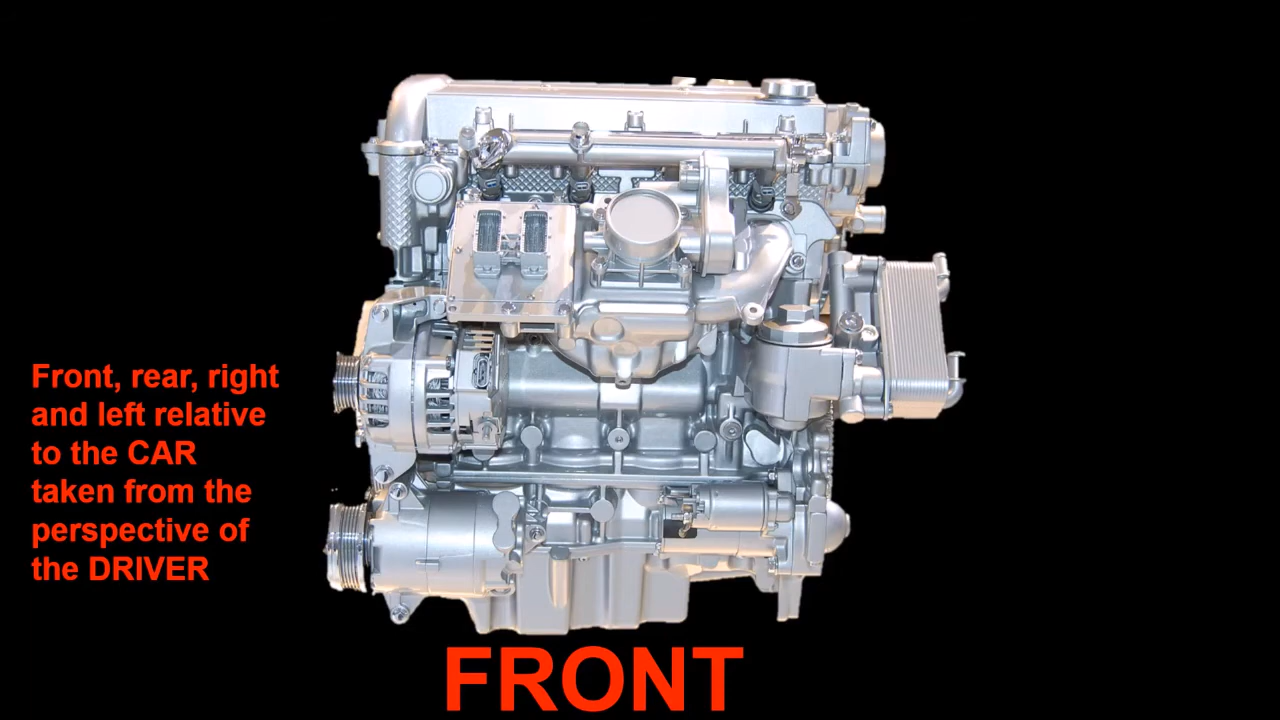 Front, rear, right
and left relative
to the CAR
taken from the
perspective of
the DRIVER
FRONT